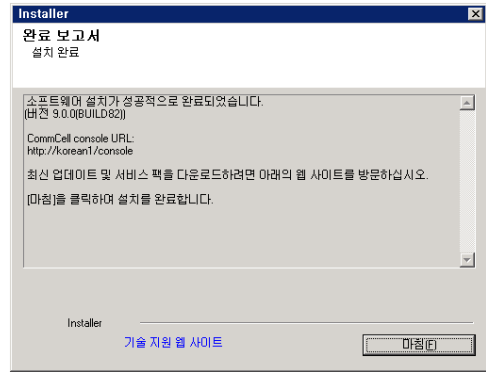 Installer
완료 보고서
설치 완료
소프트웨어 설치가 성공적으로 완료되었습니다.
(버전 9.0.0(BUILD82))
CommCell console URL:
http://korean1/console
최신 업데이트 및 서비스 팩을 다운로드하려면 아래의 웹 사이트를 방문하십시오.
[마침]을 클릭하여 설치를 완료합니다.
Installer
기술 지원 웹 사이트
마침(F)